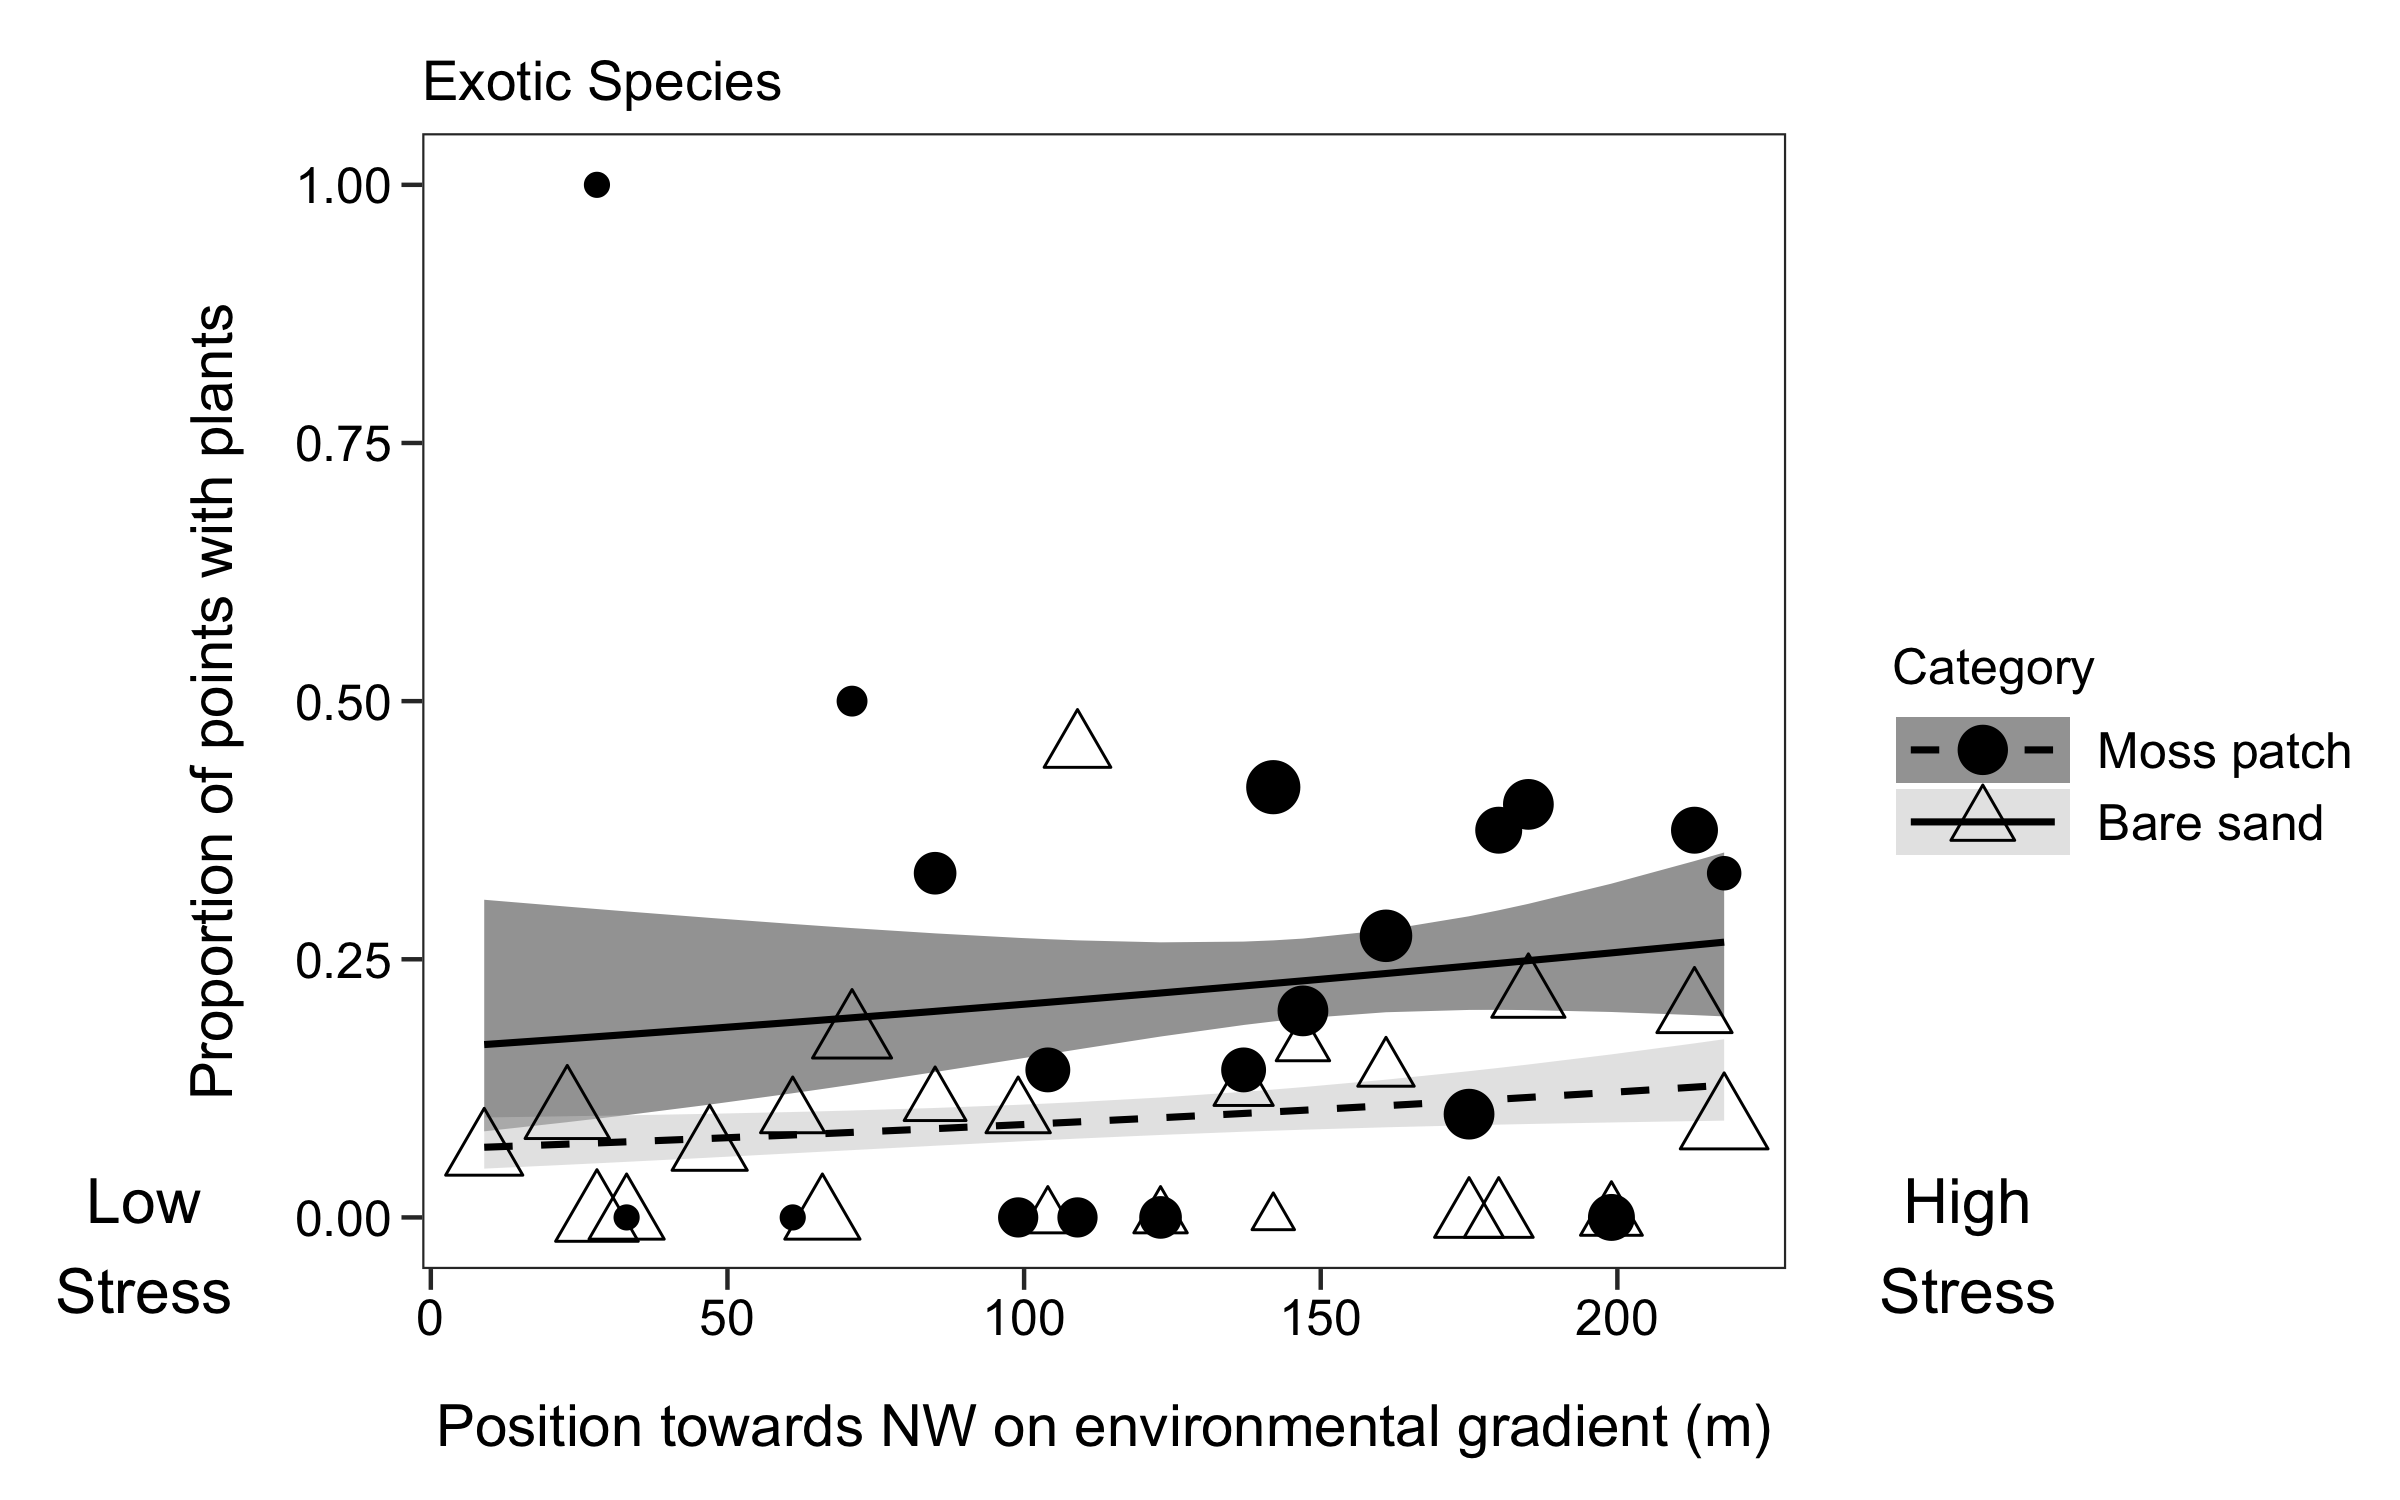 Exotic Species
Proportion of points with plants
1.00
0.75
0.50
0.25
0.00
0
50
100
150
200
Position towards NW on environmental gradient (m)
Low
Stress
High
Stress
Category
Moss patch
Bare sand